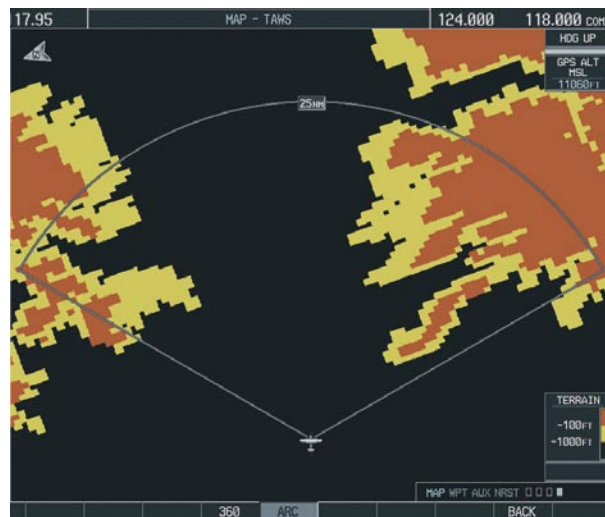 17.95 MAP - TAWS 124.000 118.000 COM
HDG UP
N
GPS ALT
MSL
11060FT
25NM
TERRAIN
-100FT
-1000FT
MAP WPT AUX NRST
360 ARC BACK